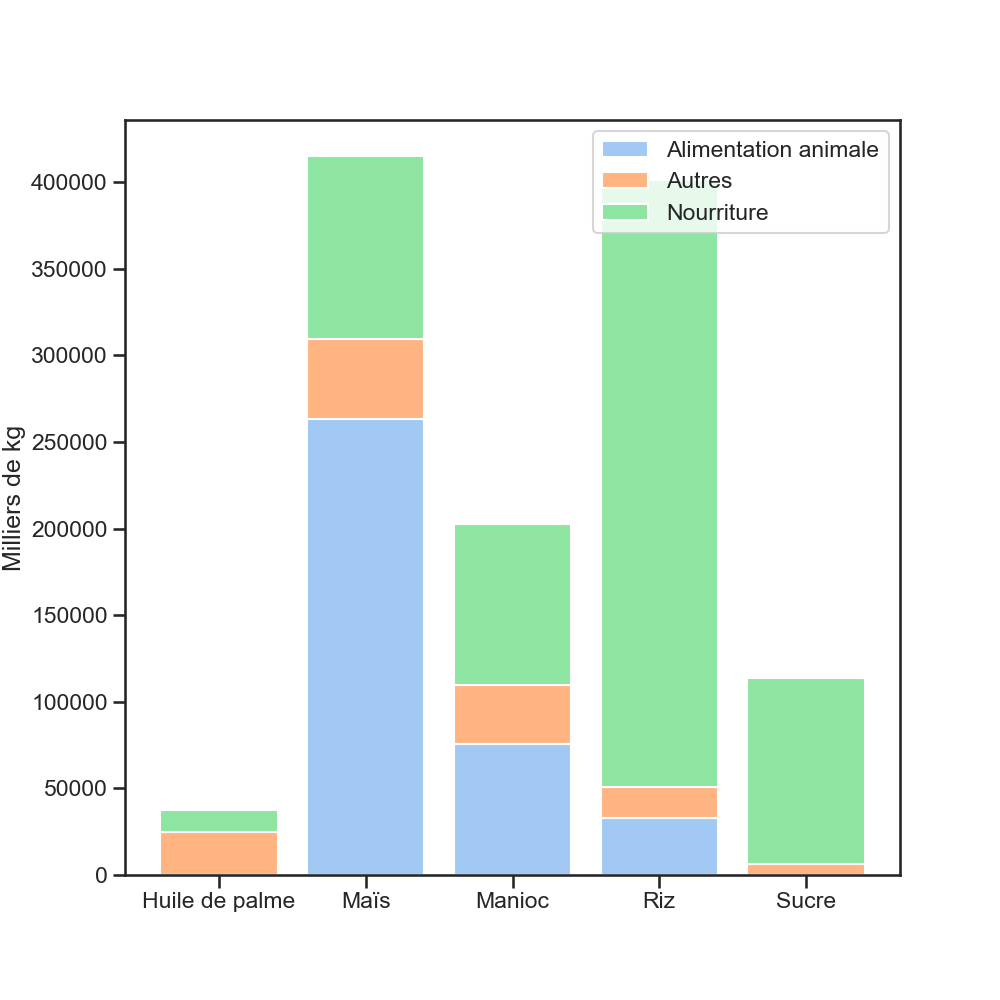 Alimentation animale
Autres
Nourriture
Milliers de kg
400000
350000
300000
250000
200000
150000
100000
50000
0
Huile de palme Maïs Manioc Riz Sucre